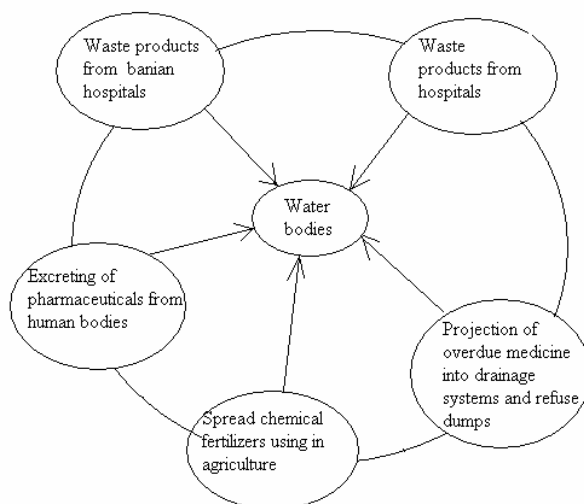 Waste products
from banian
hospitals
Waste
products from
hospitals
Water
bodies
Excreting of
pharmaceuticals from
human bodies
Projection of
overdue medicine
into drainage
systems and refuse
dumps
Spread chemical
fertilizers using in
agriculture